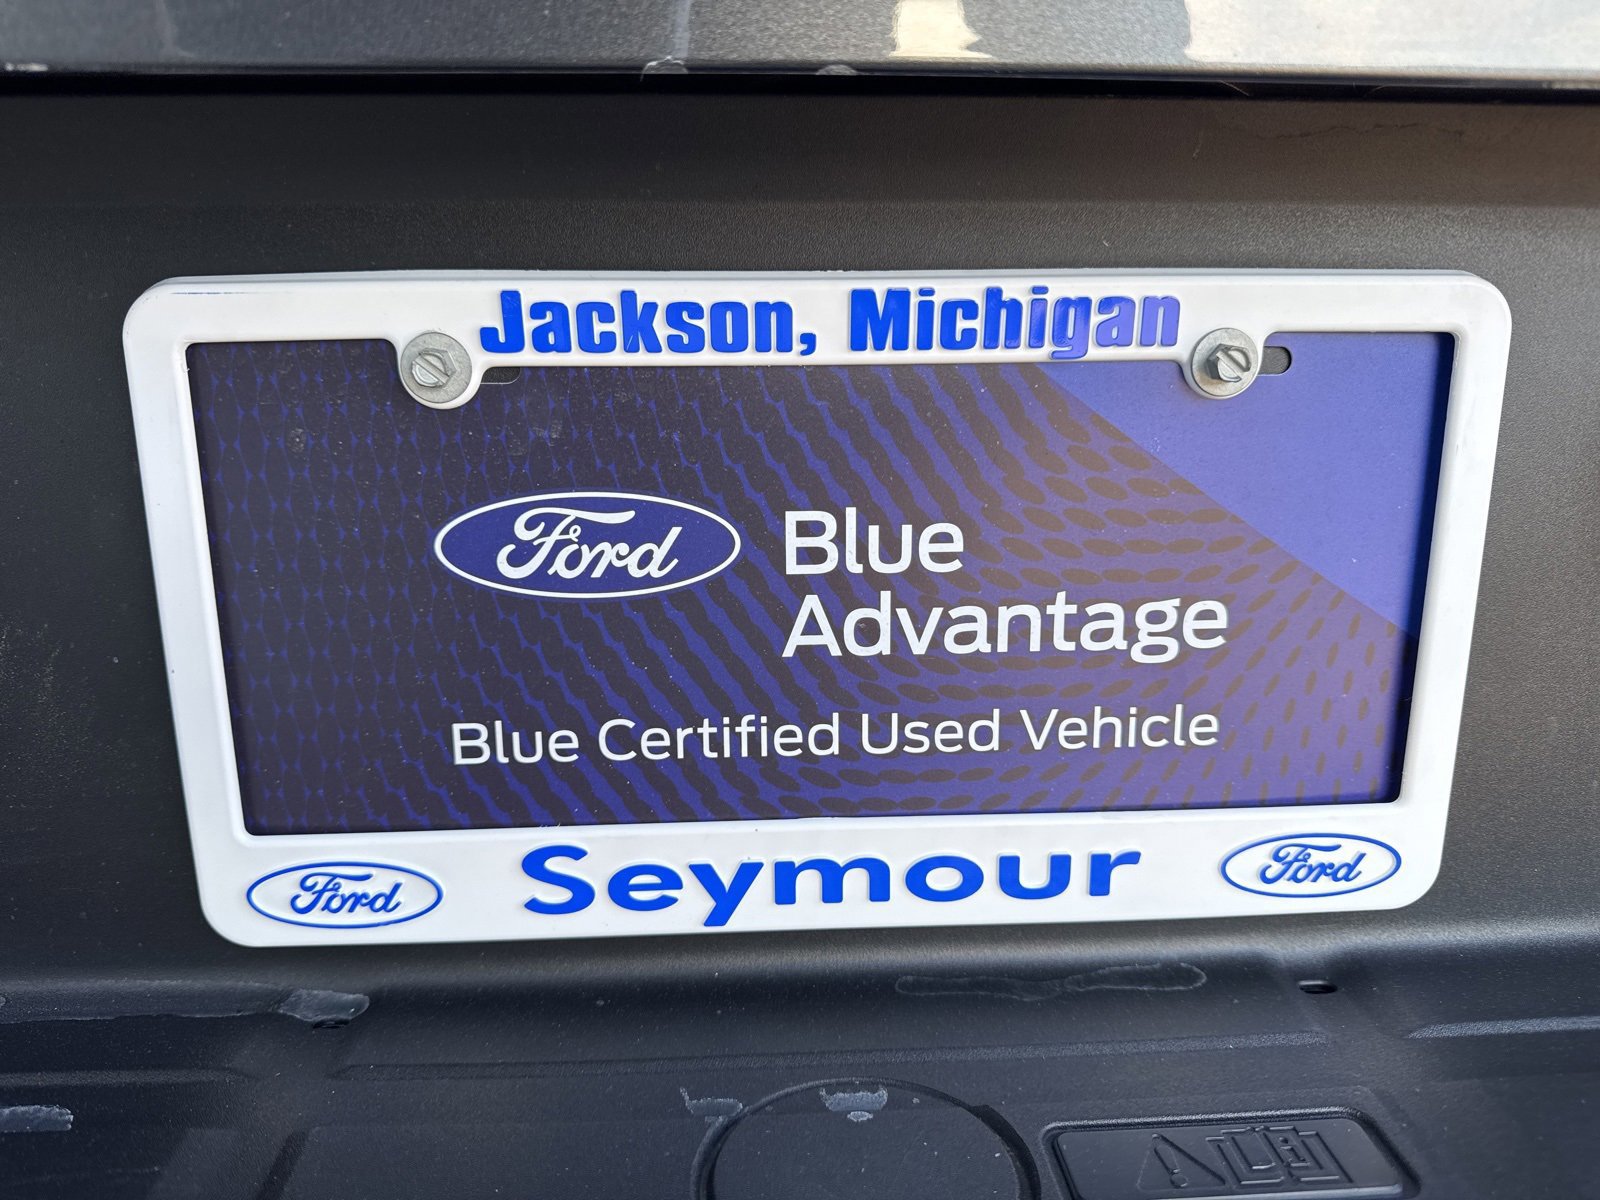 Jackson, Michigan
Ford
Blue
Advantage
Blue Certified Used Vehicle
Ford Seymour Ford